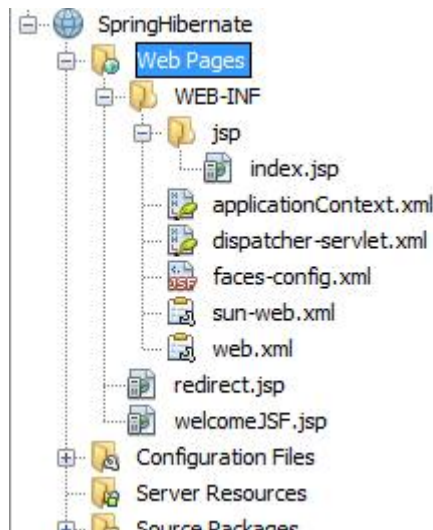 SpringHibernate
Web Pages
WEB-INF
jsp
index.jsp
applicationContext.xml
dispatcher-servlet.xml
faces-config.xml
sun-web.xml
web.xml
redirect.jsp
welcomeJSF.jsp
Configuration Files
Server Resources
Source Packages